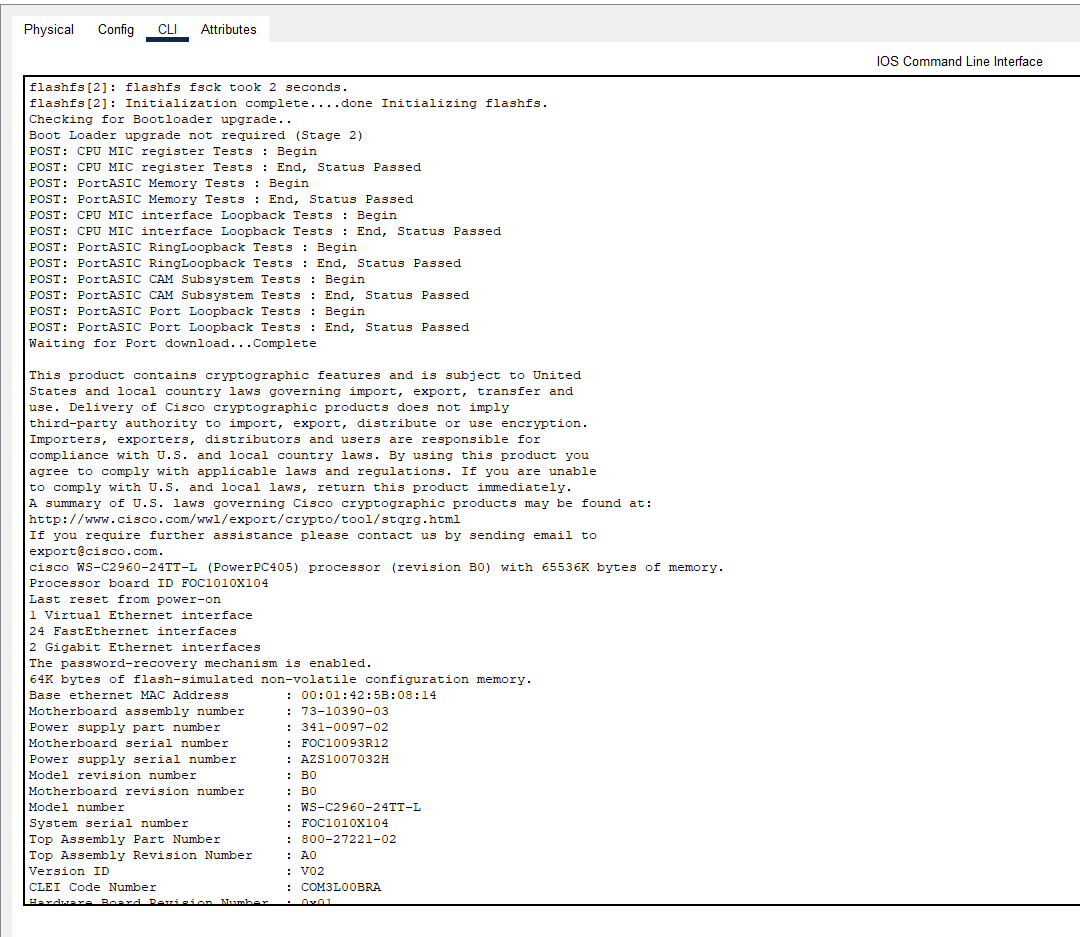 Physical Config CLI Attributes
IOS Command Line Interface
flashfs[2]: flashfs fsck took 2 seconds.
flashfs[2]: Initialization complete....done Initializing flashfs.
Checking for Bootloader upgrade..
Boot Loader upgrade not required (Stage 2)
POST: CPU MIC register Tests : Begin
POST: CPU MIC register Tests : End, Status Passed
POST: PortASIC Memory Tests : Begin
POST: PortASIC Memory Tests : End, Status Passed
POST: CPU MIC interface Loopback Tests : Begin
POST: CPU MIC interface Loopback Tests : End, Status Passed
POST: PortASIC RingLoopback Tests : Begin
POST: PortASIC RingLoopback Tests : End, Status Passed
POST: PortASIC CAM Subsystem Tests : Begin
POST: PortASIC CAM Subsystem Tests : End, Status Passed
POST: PortASIC Port Loopback Tests : Begin
POST: PortASIC Port Loopback Tests : End, Status Passed
Waiting for Port download...Complete
This product contains cryptographic features and is subject to United
States and local country laws governing import, export, transfer and
use. Delivery of Cisco cryptographic products does not imply
third-party authority to import, export, distribute or use encryption.
Importers, exporters, distributors and users are responsible for
compliance with U.S. and local country laws. By using this product you
agree to comply with applicable laws and regulations. If you are unable
to comply with U.S. and local laws, return this product immediately.
A summary of U.S. laws governing Cisco cryptographic products may be found at:
http://www.cisco.com/wwl/export/crypto/tool/stqrg.html
If you require further assistance please contact us by sending email to
export@cisco.com.
cisco WS-C2960-24TT-L (PowerPC405) processor (revision B0) with 65536K bytes of memory.
Processor board ID FOC1010X104
Last reset from power-on
1 Virtual Ethernet interface
24 FastEthernet interfaces
2 Gigabit Ethernet interfaces
The password-recovery mechanism is enabled.
64K bytes of flash-simulated non-volatile configuration memory.
Base ethernet MAC Address : 00:01:42:5B:08:14
Motherboard assembly number : 73-10390-03
Power supply part number : 341-0097-02
Motherboard serial number : FOC10093R12
Power supply serial number : AZS1007032H
Model revision number : B0
Motherboard revision number : B0
Model number : WS-C2960-24TT-L
System serial number : FOC1010X104
Top Assembly Part Number : 800-27221-02
Top Assembly Revision Number : A0
Version ID : V02
CLEI Code Number : COM3L00BRA
Hardware Board Revision Number : 0x01